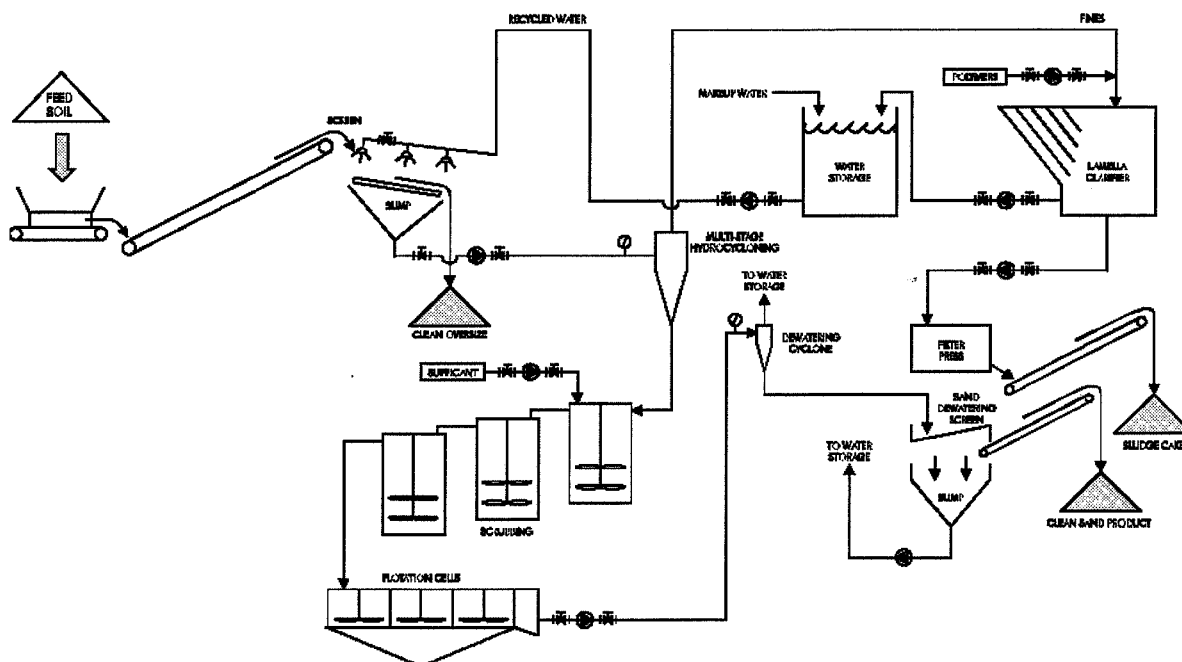 RECYCLED WATER
FINES
FEED
SOIL
POLYMERS
MAKEUP WATER
SCREEN
WATER
STORAGE
LAMELLA
CLARIFIER
SUMP
MULTI-STAGE
HYDROCYCLONING
TO WATER
STORAGE
CLEAN OVERSIZE
DEWATERING
CYCLONE
FILTER
PRESS
SURFICANT
SAND
DEWATERING
SCREEN
TO WATER
STORAGE
SLUDGE CAKE
SUMP
CLEAN SAND PRODUCT
SCRUBBING
FLOTATION CELLS